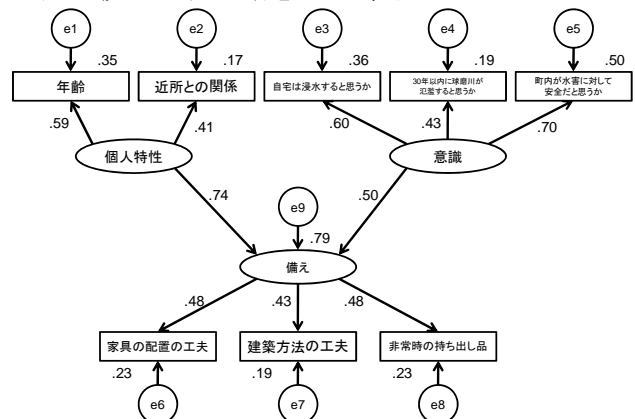 e1
e2
e3
e4
e5
.35
.17
.36
.19
.50
年齢
近所との関係
自宅は浸水すると思うか
30年以内に球磨川が
氾濫すると思うか
町内が水害に対して
安全だと思うか
.59
.41
.60
.43
.70
個人特性
意識
.74
.50
e9
.79
備え
.48
.43
.48
家具の配置の工夫
建築方法の工夫
非常時の持ち出し品
.23
.19
.23
e6
e7
e8